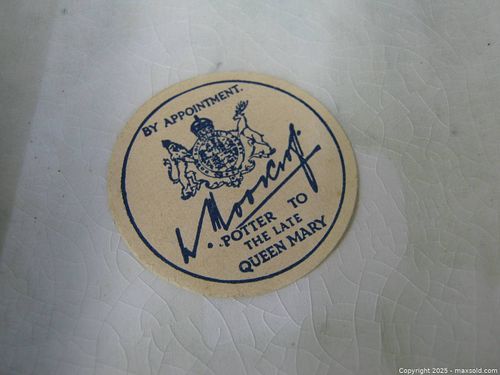 BY APPOINTMENT.
W. Moorcroft.
POTTER TO
THE LATE
QUEEN MARY
Copyright 2025 - maxsold.com